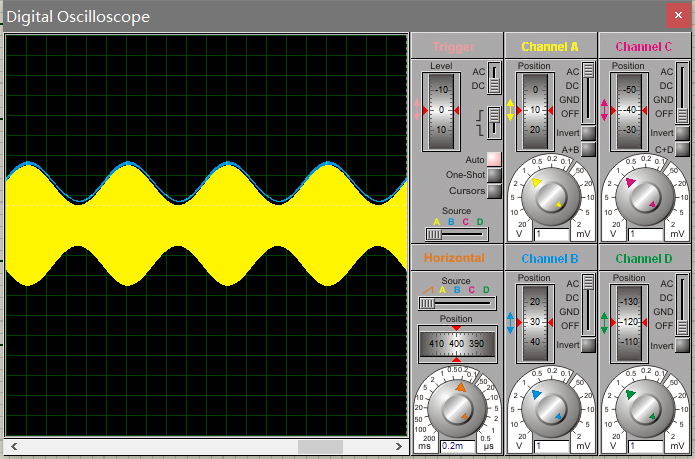 Digital Oscilloscope
Trigger
Level
AC
DC
-10
0
10
Auto
One-Shot
Cursors
Source
A B C D
Channel A
Position
AC
DC
GND
OFF
0
10
20
Invert
A+B
20 10 5 2 1 0.5 0.2 0.1 50 20 10 5 2
V 1 mV
Channel C
Position
AC
DC
GND
OFF
-50
-40
-30
Invert
C+D
20 10 5 2 1 0.5 0.2 0.1 50 20 10 5 2
V 1 mV
Horizontal
Source
A B C D
Position
410 400 390
200 100 50 20 10 5 2 1 0.5 0.2 0.1 50 20 10 5 2 1 0.5
ms 0.2m µs
Channel B
Position
AC
DC
GND
OFF
20
30
40
Invert
20 10 5 2 1 0.5 0.2 0.1 50 20 10 5 2
V 1 mV
Channel D
Position
AC
DC
GND
OFF
-130
-120
-110
Invert
20 10 5 2 1 0.5 0.2 0.1 50 20 10 5 2
V 1 mV